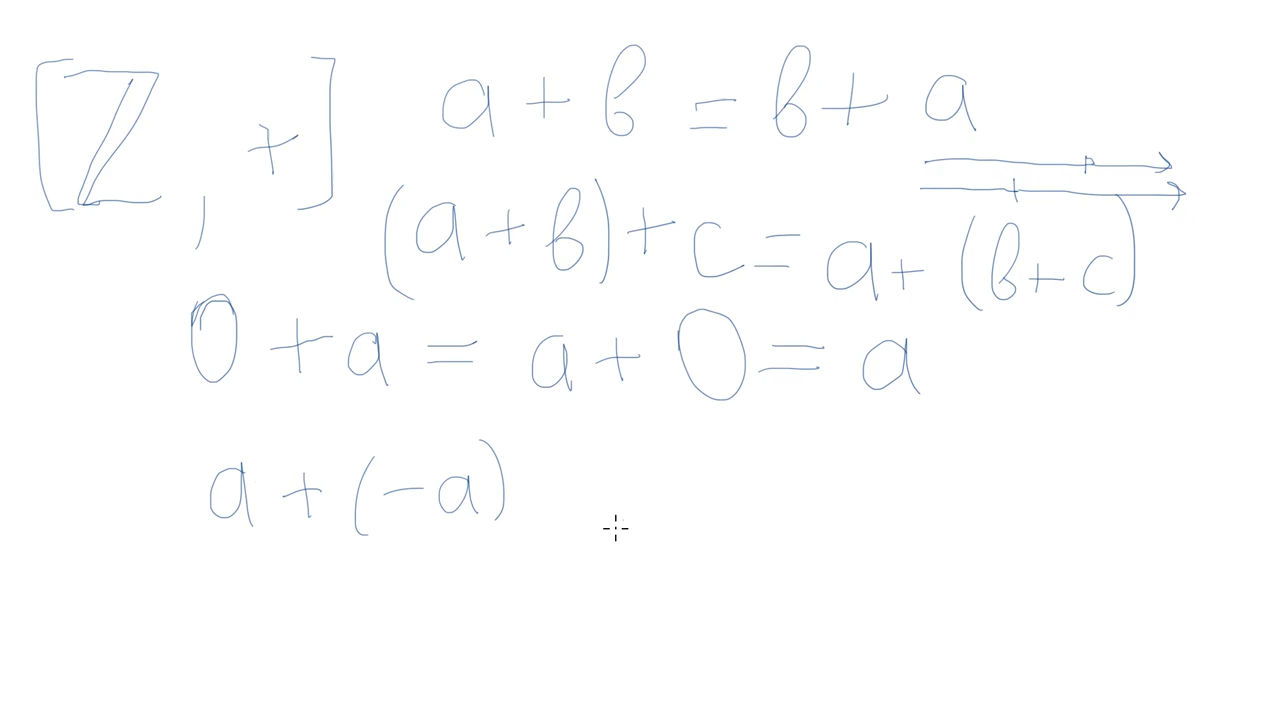 [ℤ, +] a + b = b + a
(a + b) + c = a + (b + c)
0 + a = a + 0 = a
a + (-a)